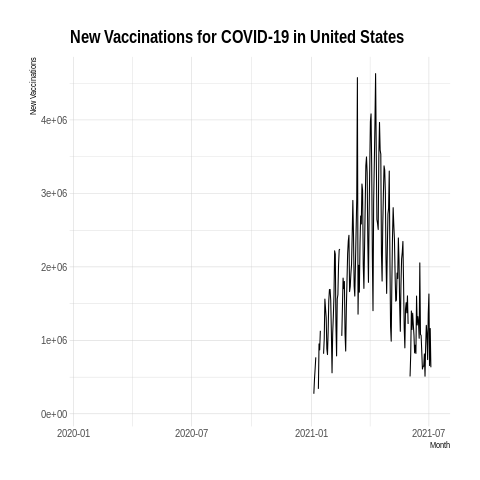 New Vaccinations for COVID-19 in United States
New Vaccinations
4e+06
3e+06
2e+06
1e+06
0e+00
2020-01
2020-07
2021-01
2021-07
Month